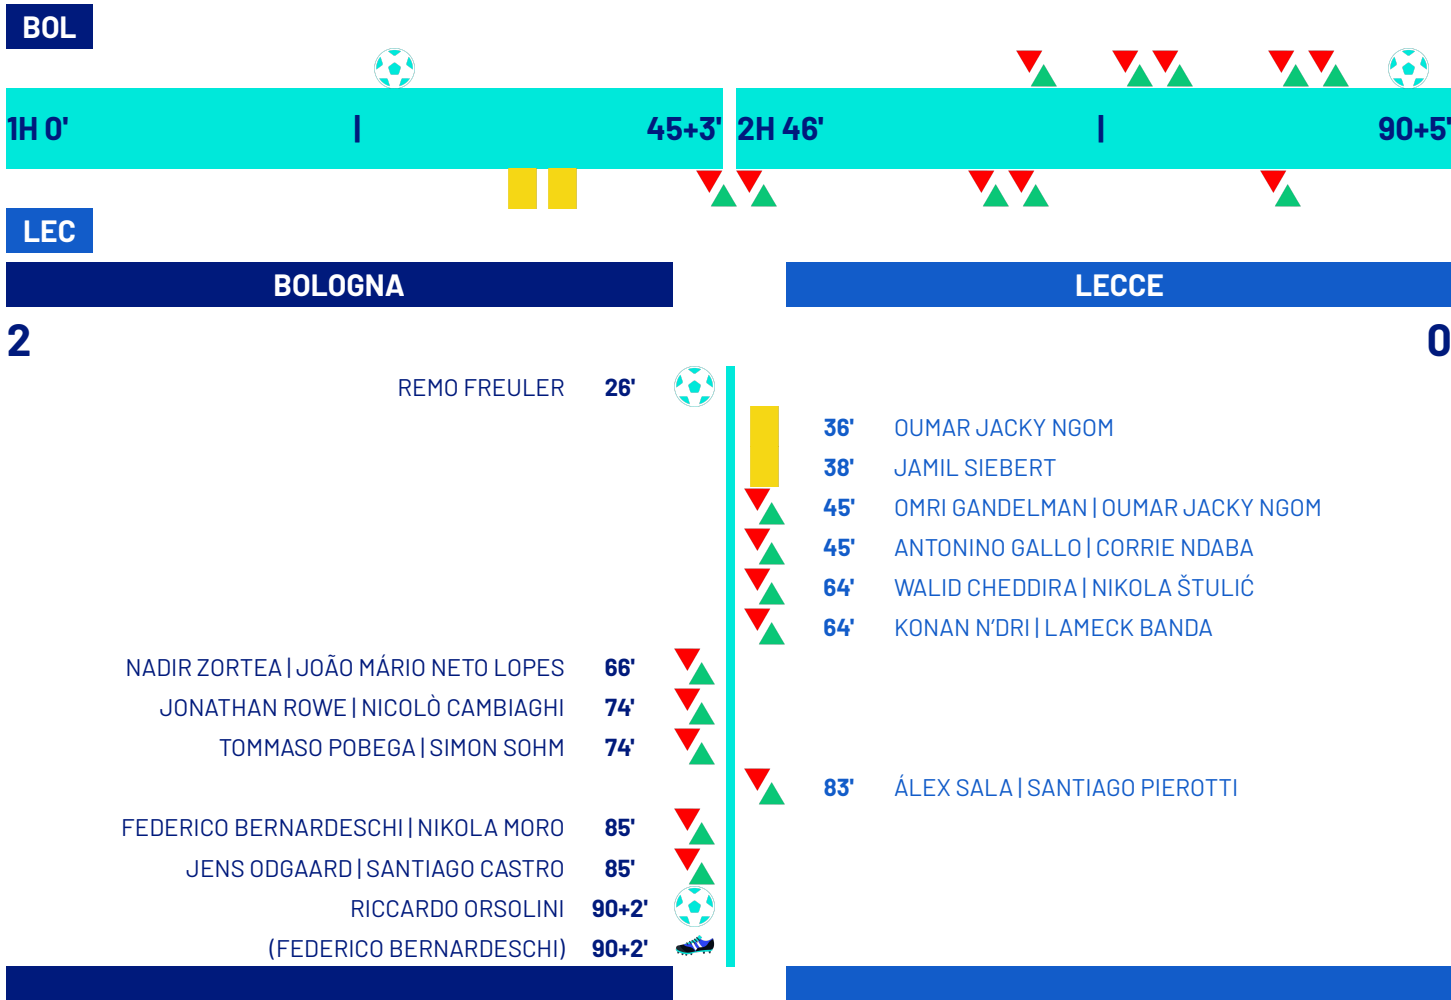 BOL
1H 0' | 45+3' 2H 46' | 90+5'
LEC
BOLOGNA LECCE
2 0
REMO FREULER 26'
36' OUMAR JACKY NGOM
38' JAMIL SIEBERT
45' OMRI GANDELMAN | OUMAR JACKY NGOM
45' ANTONINO GALLO | CORRIE NDABA
64' WALID CHEDDIRA | NIKOLA ŠTULIĆ
64' KONAN N’DRI | LAMECK BANDA
NADIR ZORTEA | JOÃO MÁRIO NETO LOPES 66'
JONATHAN ROWE | NICOLÒ CAMBIAGHI 74'
TOMMASO POBEGA | SIMON SOHM 74'
83' ÁLEX SALA | SANTIAGO PIEROTTI
FEDERICO BERNARDESCHI | NIKOLA MORO 85'
JENS ODGAARD | SANTIAGO CASTRO 85'
RICCARDO ORSOLINI 90+2'
(FEDERICO BERNARDESCHI) 90+2'